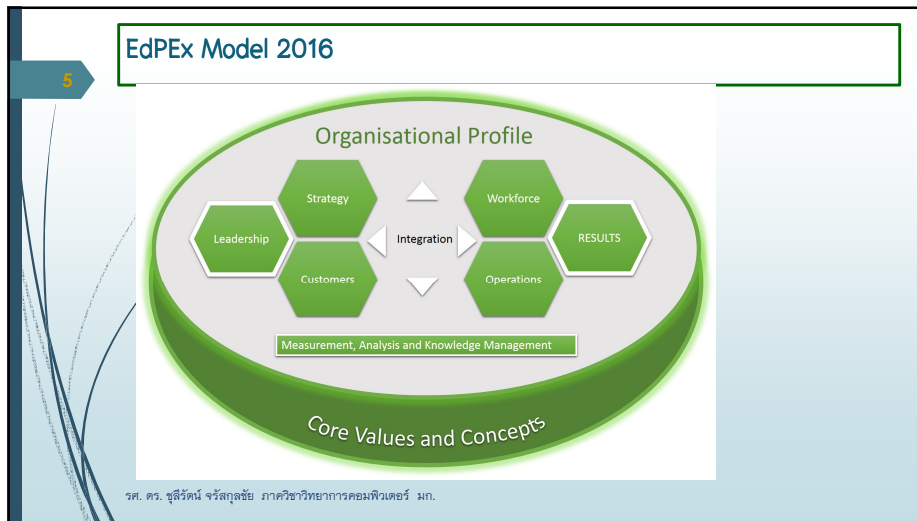 EdPEx Model 2016
5
Organisational Profile
Strategy
Workforce
Leadership
Integration
RESULTS
Customers
Operations
Measurement, Analysis and Knowledge Management
Core Values and Concepts
รศ. ดร. ชุลีรัตน์ จรัสกุลชัย ภาควิชาวิทยาการคอมพิวเตอร์ มก.